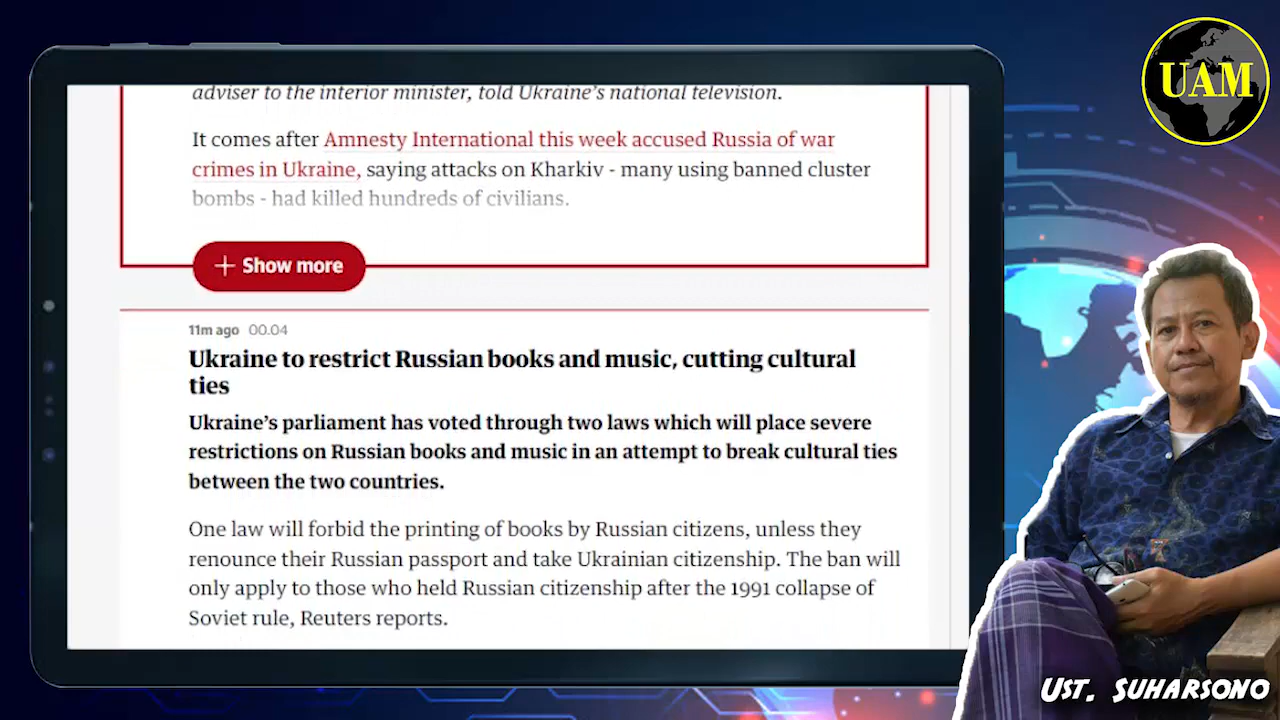 adviser to the interior minister, told Ukraine's national television.
It comes after Amnesty International this week accused Russia of war
crimes in Ukraine, saying attacks on Kharkiv - many using banned cluster
bombs - had killed hundreds of civilians.
+ Show more
11m ago 00.04
Ukraine to restrict Russian books and music, cutting cultural
ties
Ukraine's parliament has voted through two laws which will place severe
restrictions on Russian books and music in an attempt to break cultural ties
between the two countries.
One law will forbid the printing of books by Russian citizens, unless they
renounce their Russian passport and take Ukrainian citizenship. The ban will
only apply to those who held Russian citizenship after the 1991 collapse of
Soviet rule, Reuters reports.
UAM
UST. SUHARSONO